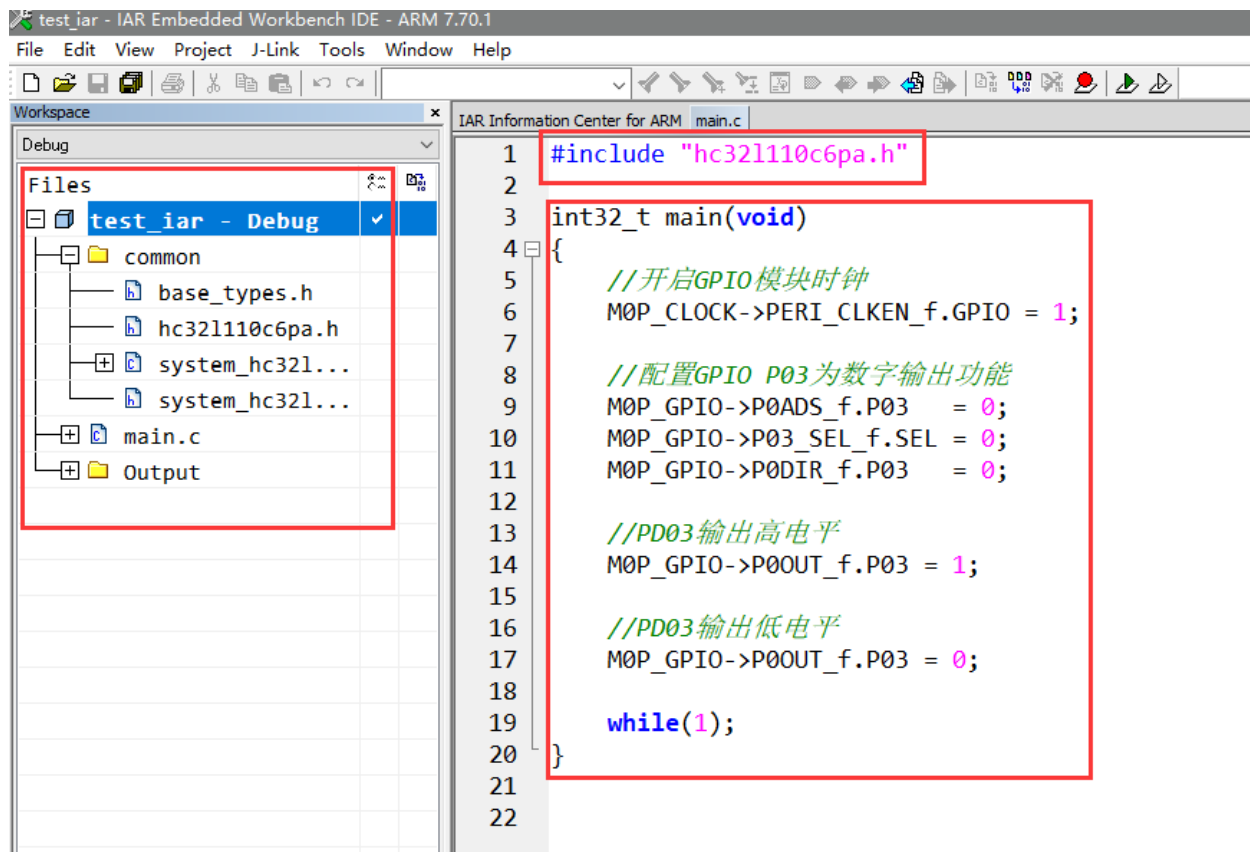 test_iar - IAR Embedded Workbench IDE - ARM 7.70.1
File Edit View Project J-Link Tools Window Help
Workspace
Debug
Files
test_iar - Debug
common
base_types.h
hc32l110c6pa.h
system_hc32l...
system_hc32l...
main.c
Output
IAR Information Center for ARM main.c
1 #include "hc32l110c6pa.h"
2
3 int32_t main(void)
4 {
5 //开启GPIO模块时钟
6 M0P_CLOCK->PERI_CLKEN_f.GPIO = 1;
7
8 //配置GPIO P03为数字输出功能
9 M0P_GPIO->P0ADS_f.P03 = 0;
10 M0P_GPIO->P03_SEL_f.SEL = 0;
11 M0P_GPIO->P0DIR_f.P03 = 0;
12
13 //PD03输出高电平
14 M0P_GPIO->P0OUT_f.P03 = 1;
15
16 //PD03输出低电平
17 M0P_GPIO->P0OUT_f.P03 = 0;
18
19 while(1);
20 }
21
22